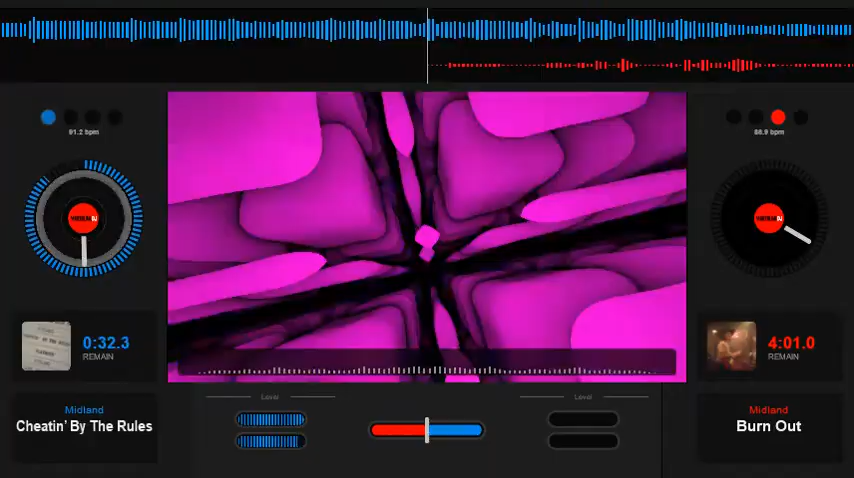 91.2 bpm
88.9 bpm
0:32.3
REMAIN
4:01.0
REMAIN
Midland
Cheatin' By The Rules
Level
Level
Midland
Burn Out